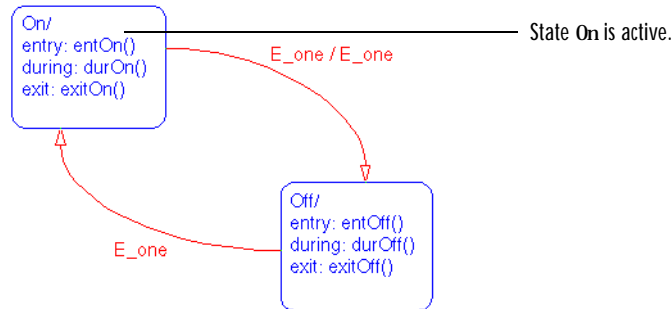 On/
entry: entOn()
during: durOn()
exit: exitOn()
State On is active.
E_one / E_one
Off/
entry: entOff()
during: durOff()
exit: exitOff()
E_one